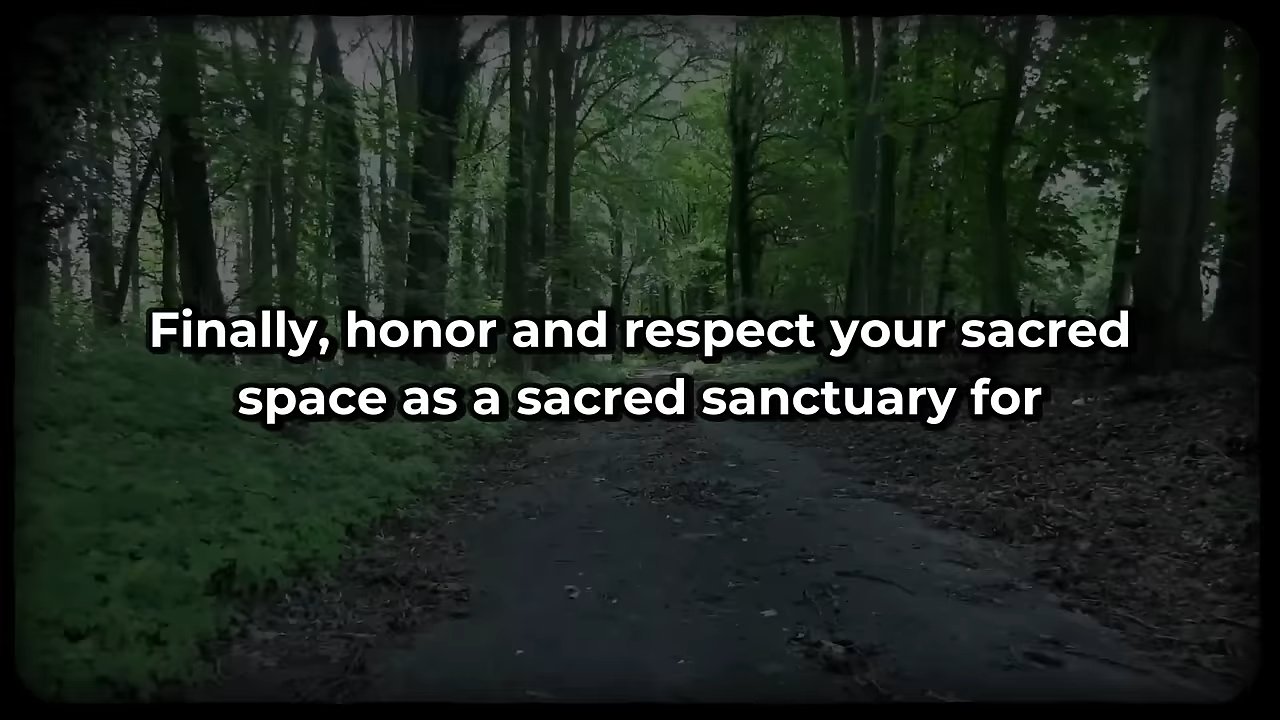 Finally, honor and respect your sacred
space as a sacred sanctuary for